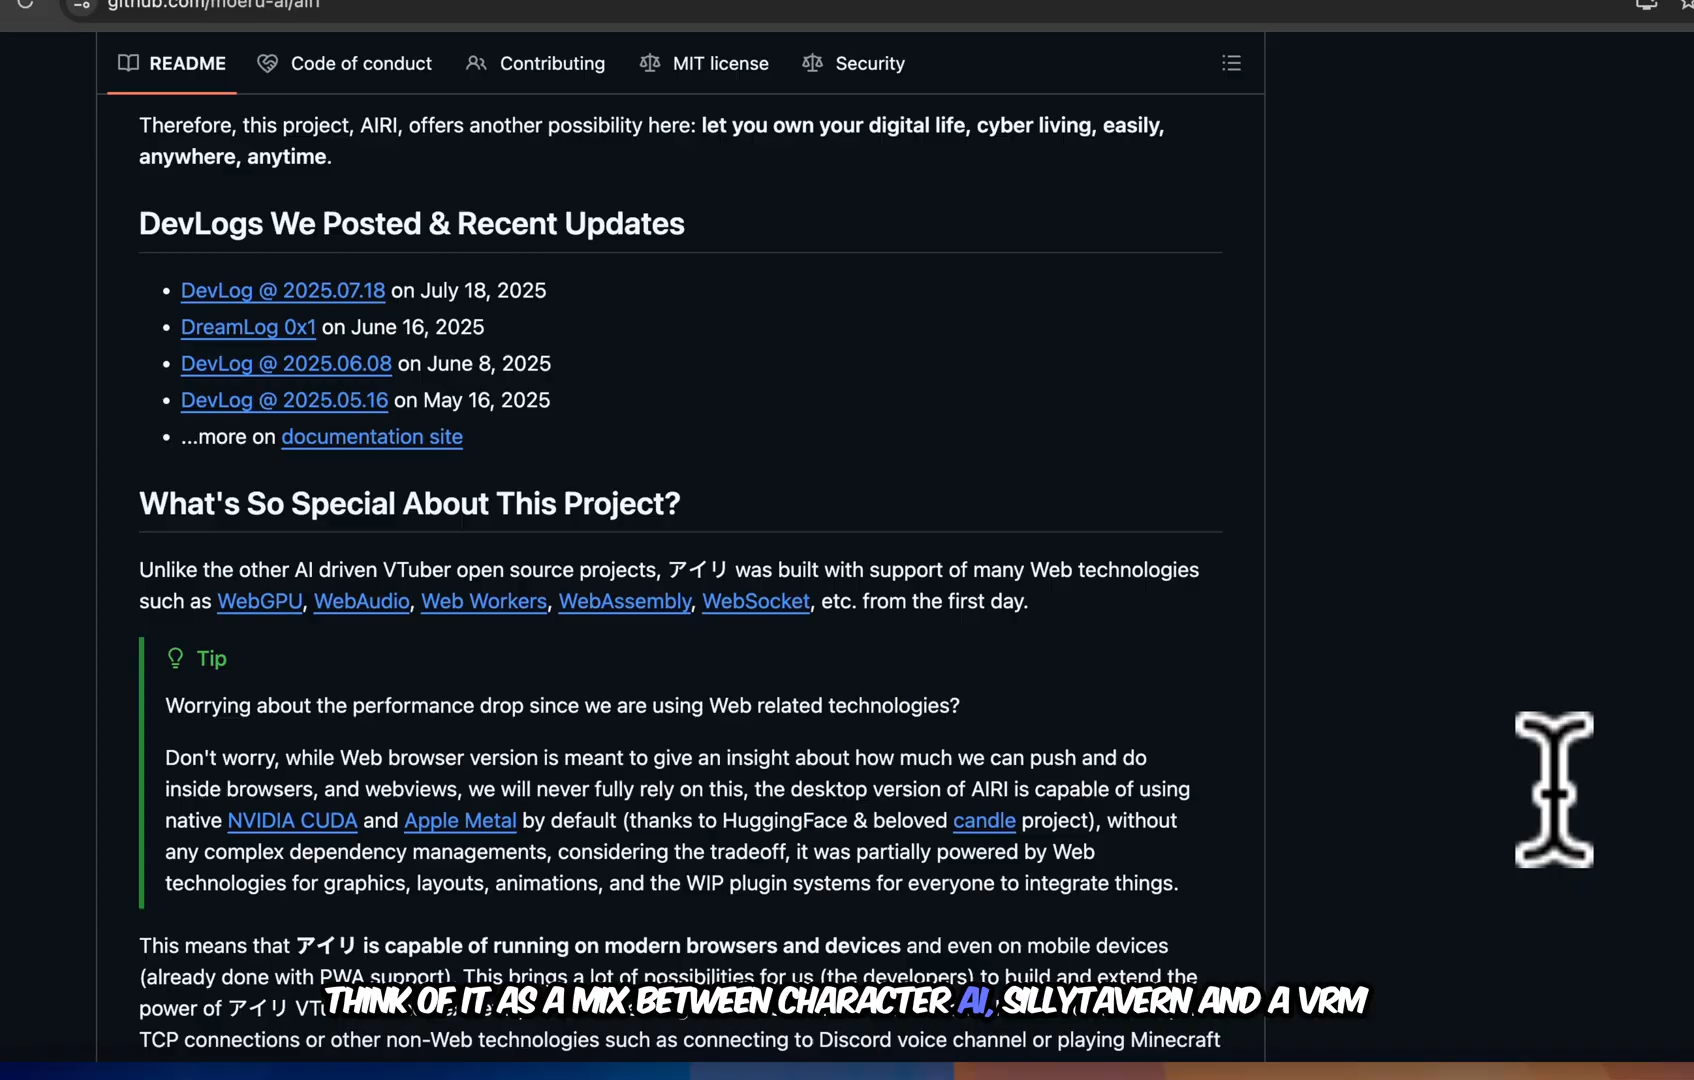 github.com/moeru-ai/airi
README Code of conduct Contributing MIT license Security
Therefore, this project, AIRI, offers another possibility here: let you own your digital life, cyber living, easily,
anywhere, anytime.
DevLogs We Posted & Recent Updates
• DevLog @ 2025.07.18 on July 18, 2025
• DreamLog 0x1 on June 16, 2025
• DevLog @ 2025.06.08 on June 8, 2025
• DevLog @ 2025.05.16 on May 16, 2025
• ...more on documentation site
What's So Special About This Project?
Unlike the other AI driven VTuber open source projects, アイリ was built with support of many Web technologies
such as WebGPU, WebAudio, Web Workers, WebAssembly, WebSocket, etc. from the first day.
Tip
Worrying about the performance drop since we are using Web related technologies?
Don't worry, while Web browser version is meant to give an insight about how much we can push and do
inside browsers, and webviews, we will never fully rely on this, the desktop version of AIRI is capable of using
native NVIDIA CUDA and Apple Metal by default (thanks to HuggingFace & beloved candle project), without
any complex dependency managements, considering the tradeoff, it was partially powered by Web
technologies for graphics, layouts, animations, and the WIP plugin systems for everyone to integrate things.
This means that アイリ is capable of running on modern browsers and devices and even on mobile devices
(already done with PWA support). This brings a lot of possibilities for us (the developers) to build and extend the
power of アイリ
THINK OF IT AS A MIX BETWEEN CHARACTER AI, SILLYTAVERN AND A VRM
TCP connections or other non-Web technologies such as connecting to Discord voice channel or playing Minecraft